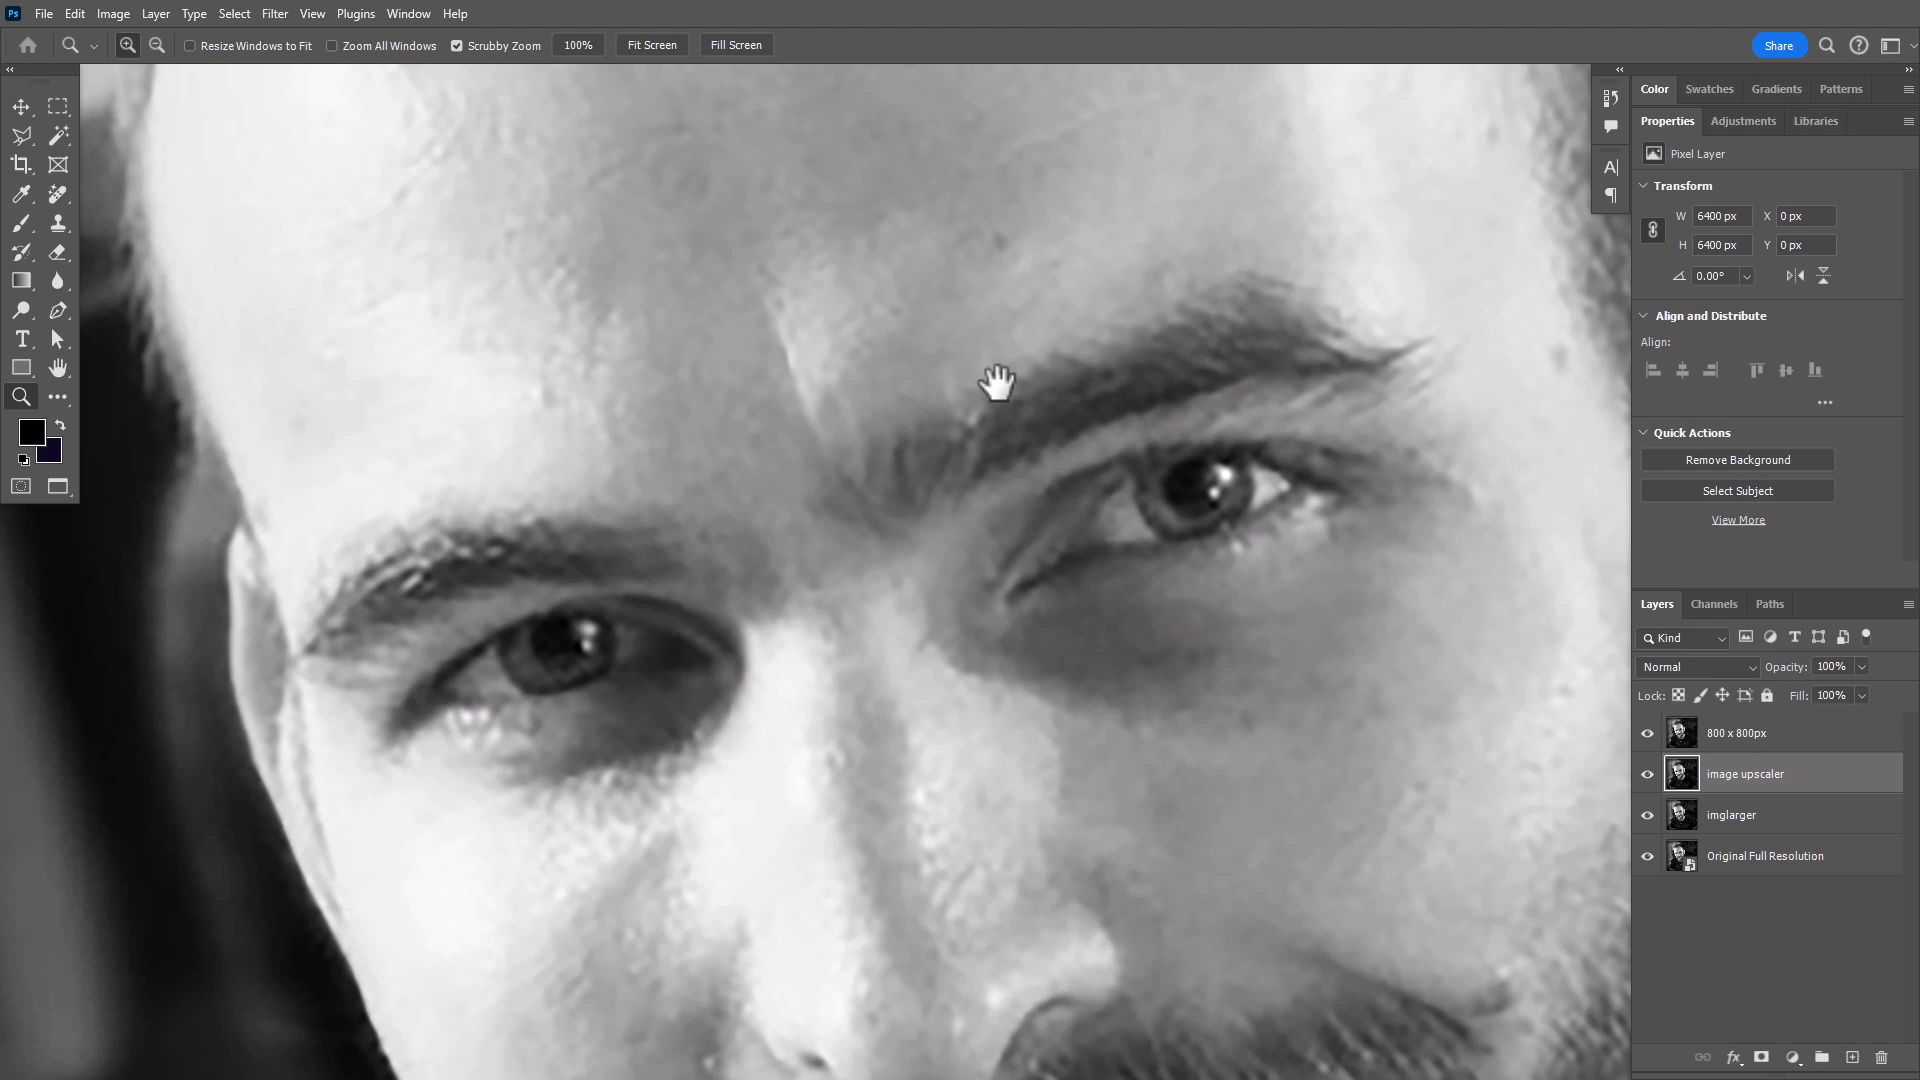 Ps File Edit Image Layer Type Select Filter View Plugins Window Help
Resize Windows to Fit Zoom All Windows Scrubby Zoom 100% Fit Screen Fill Screen Share
Color Swatches Gradients Patterns
Properties Adjustments Libraries
Pixel Layer
Transform
W 6400 px X 0 px
H 6400 px Y 0 px
0.00°
Align and Distribute
Align:
Quick Actions
Remove Background
Select Subject
View More
Layers Channels Paths
Kind
Normal Opacity: 100%
Lock: Fill: 100%
800 x 800px
image upscaler
imglarger
Original Full Resolution